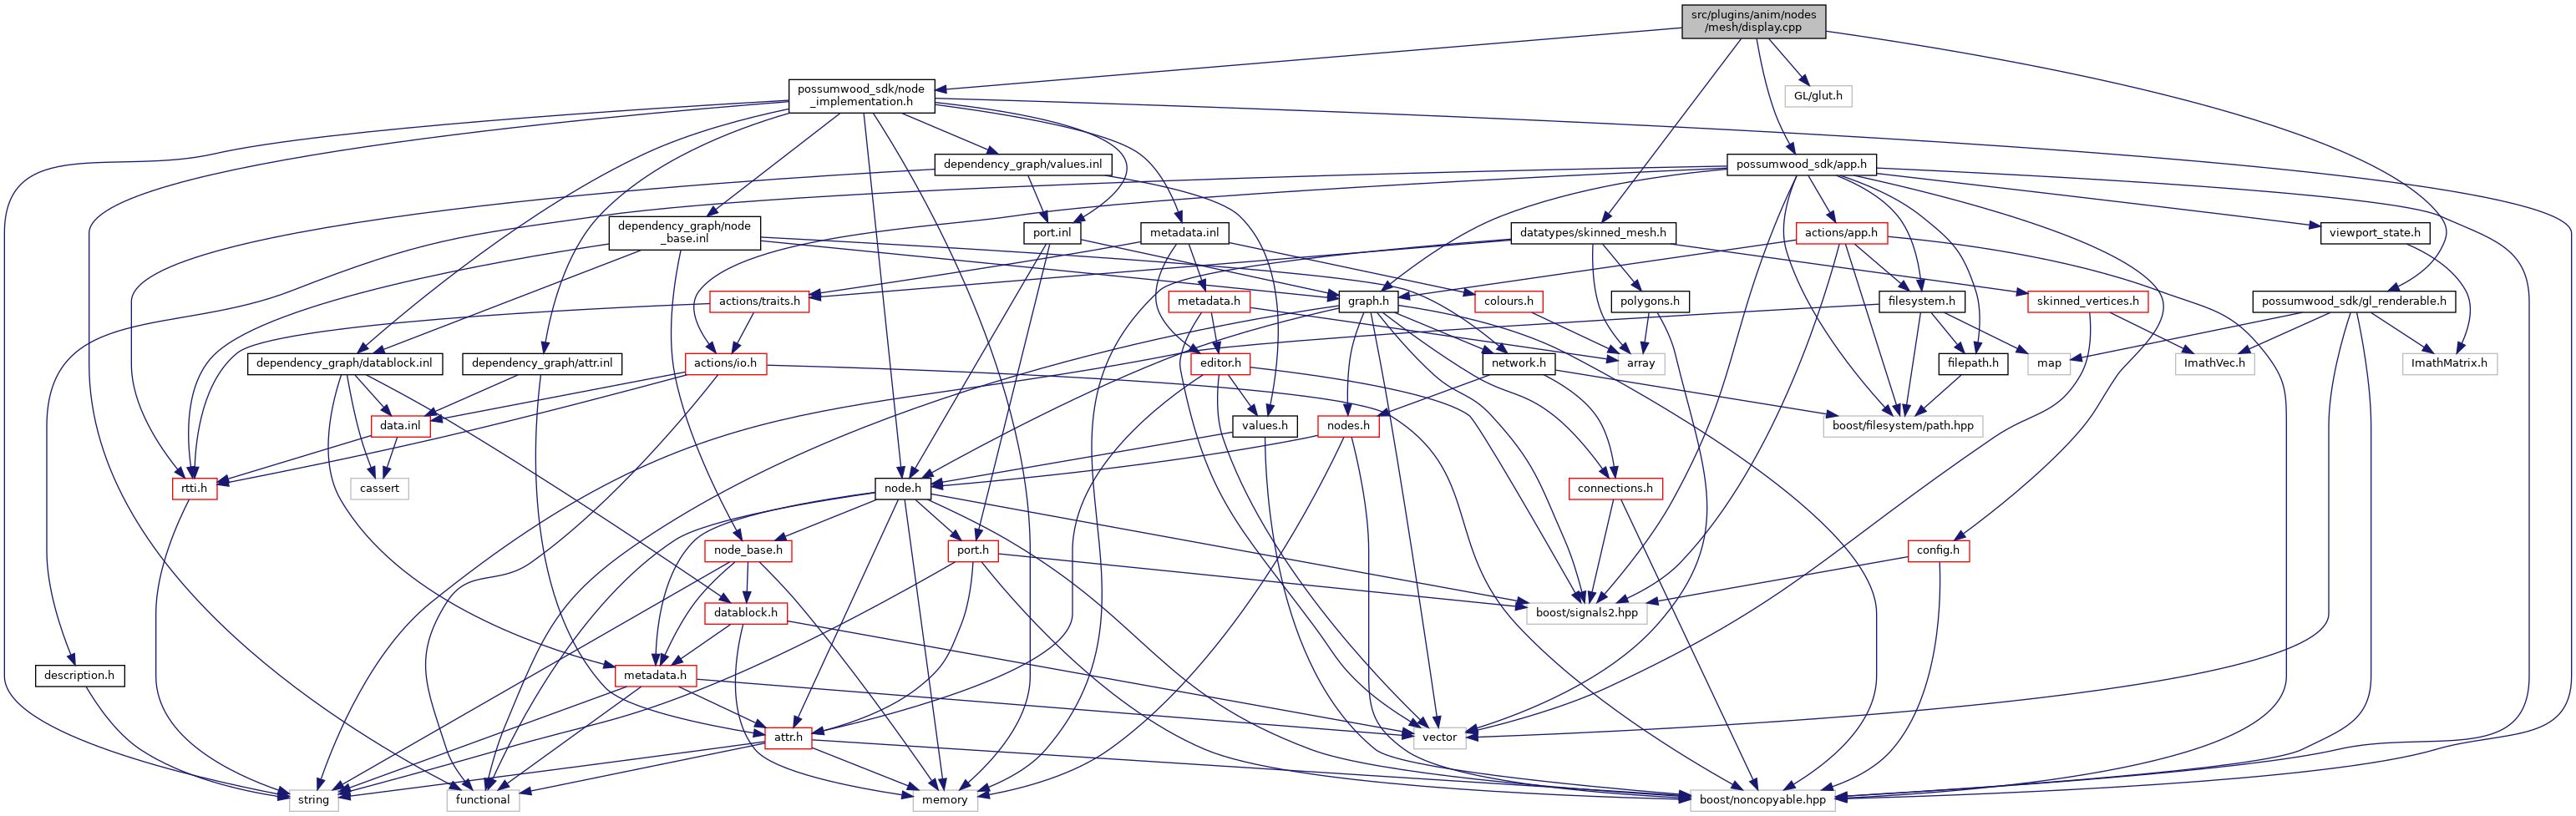 src/plugins/anim/nodes
/mesh/display.cpp
possumwood_sdk/node
_implementation.h
GL/glut.h
dependency_graph/values.inl
possumwood_sdk/app.h
dependency_graph/node
_base.inl
port.inl
metadata.inl
datatypes/skinned_mesh.h
actions/app.h
viewport_state.h
actions/traits.h
metadata.h
colours.h
graph.h
polygons.h
filesystem.h
skinned_vertices.h
possumwood_sdk/gl_renderable.h
dependency_graph/datablock.inl
dependency_graph/attr.inl
actions/io.h
editor.h
network.h
array
filepath.h
map
ImathVec.h
ImathMatrix.h
data.inl
values.h
nodes.h
boost/filesystem/path.hpp
rtti.h
cassert
node.h
connections.h
node_base.h
port.h
config.h
datablock.h
boost/signals2.hpp
description.h
metadata.h
attr.h
vector
string
functional
memory
boost/noncopyable.hpp